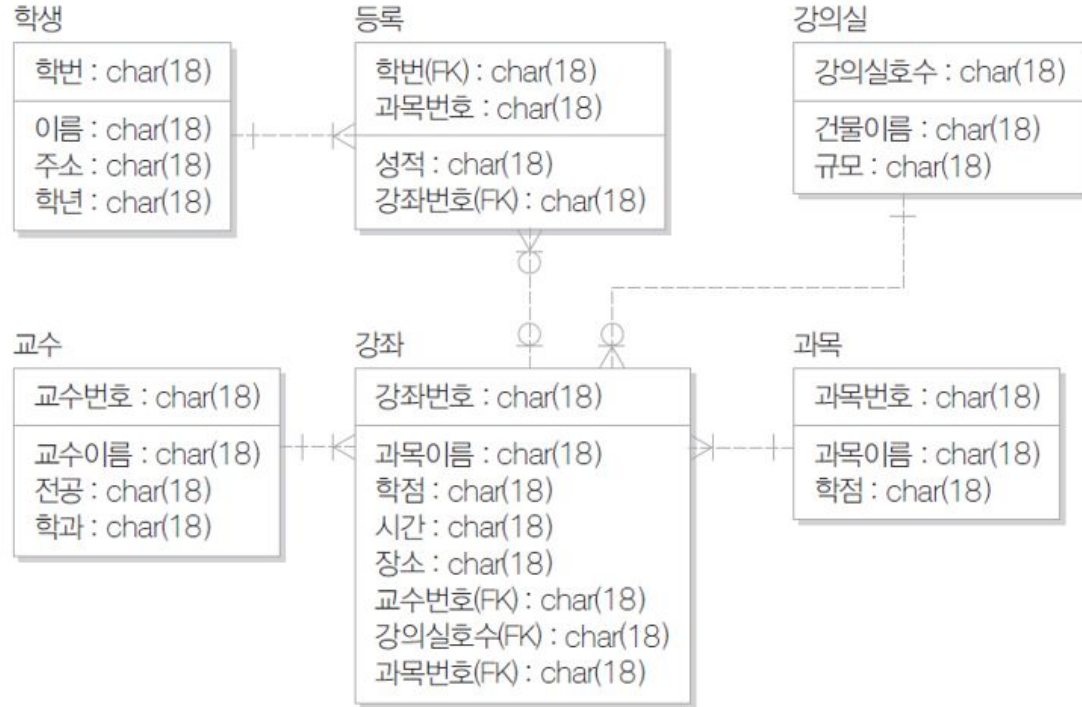 학생
학번 : char(18)
이름 : char(18)
주소 : char(18)
학년 : char(18)
등록
학번(FK) : char(18)
과목번호 : char(18)
성적 : char(18)
강좌번호(FK) : char(18)
강의실
강의실호수 : char(18)
건물이름 : char(18)
규모 : char(18)
교수
교수번호 : char(18)
교수이름 : char(18)
전공 : char(18)
학과 : char(18)
강좌
강좌번호 : char(18)
과목이름 : char(18)
학점 : char(18)
시간 : char(18)
장소 : char(18)
교수번호(FK) : char(18)
강의실호수(FK) : char(18)
과목번호(FK) : char(18)
과목
과목번호 : char(18)
과목이름 : char(18)
학점 : char(18)